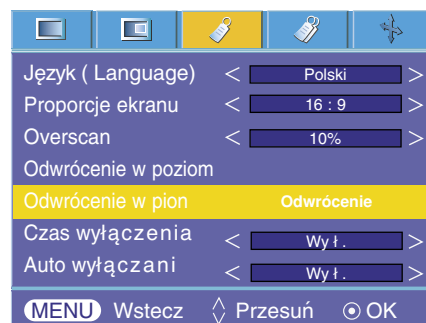 Język ( Language) < Polski >
Proporcje ekranu < 16 : 9 >
Overscan < 10% >
Odwrócenie w poziom
Odwrócenie w pion Odwrócenie
Czas wyłączenia < Wy ł . >
Auto wyłączani < Wy ł . >
MENU Wstecz Przesuń OK